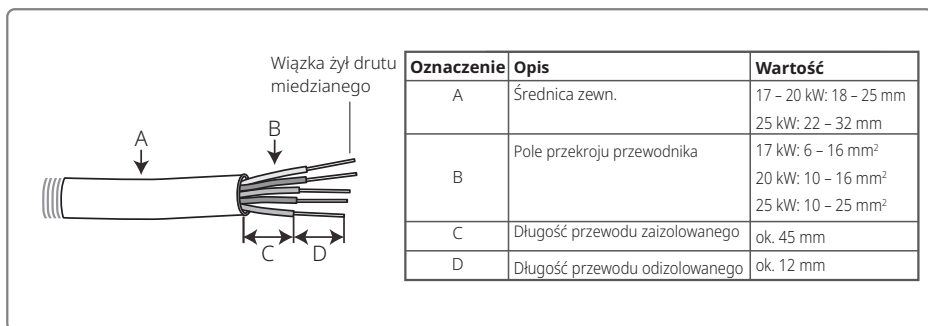 Wiązka żył drutu
miedzianego
A
B
C
D
Oznaczenie Opis Wartość
A Średnica zewn. 17 – 20 kW: 18 – 25 mm
25 kW: 22 – 32 mm
B Pole przekroju przewodnika 17 kW: 6 – 16 mm²
20 kW: 10 – 16 mm²
25 kW: 10 – 25 mm²
C Długość przewodu zaizolowanego ok. 45 mm
D Długość przewodu odizolowanego ok. 12 mm